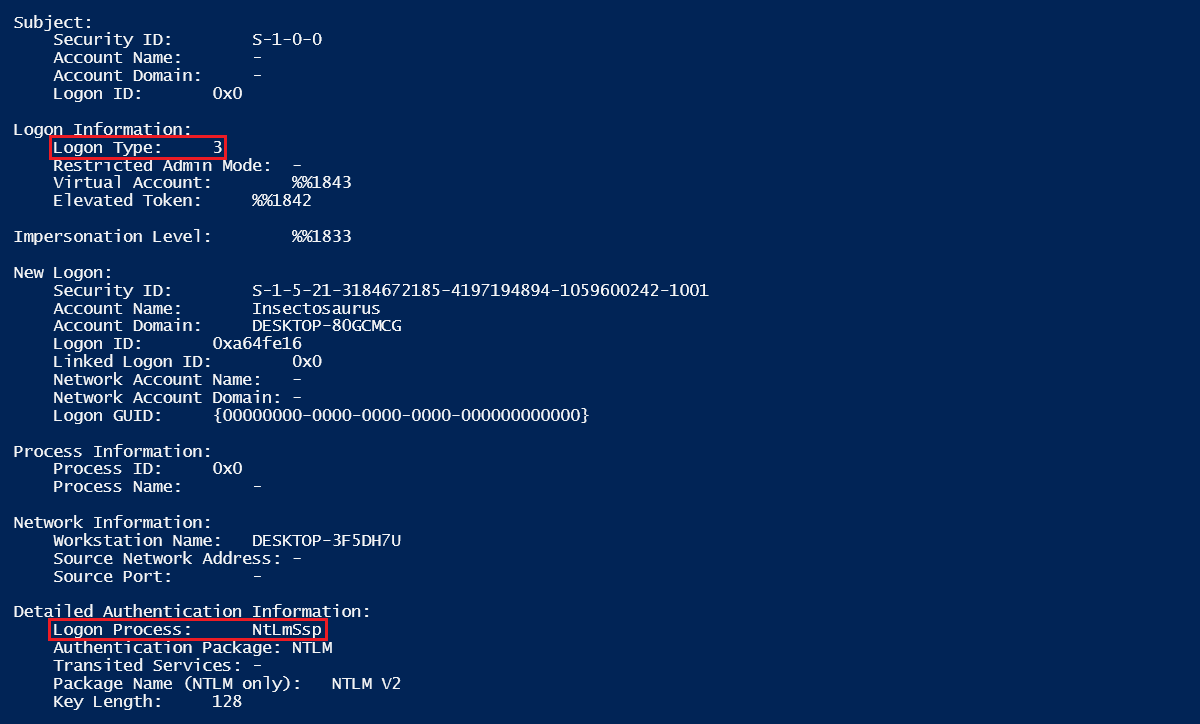 Subject:
Security ID: S-1-0-0
Account Name: -
Account Domain: -
Logon ID: 0x0
Logon Information:
Logon Type: 3
Restricted Admin Mode: -
Virtual Account: %%1843
Elevated Token: %%1842
Impersonation Level: %%1833
New Logon:
Security ID: S-1-5-21-3184672185-4197194894-1059600242-1001
Account Name: Insectosaurus
Account Domain: DESKTOP-80GCMCG
Logon ID: 0xa64fe16
Linked Logon ID: 0x0
Network Account Name: -
Network Account Domain: -
Logon GUID: {00000000-0000-0000-0000-000000000000}
Process Information:
Process ID: 0x0
Process Name: -
Network Information:
Workstation Name: DESKTOP-3F5DH7U
Source Network Address: -
Source Port: -
Detailed Authentication Information:
Logon Process: NtLmSsp
Authentication Package: NTLM
Transited Services: -
Package Name (NTLM only): NTLM V2
Key Length: 128